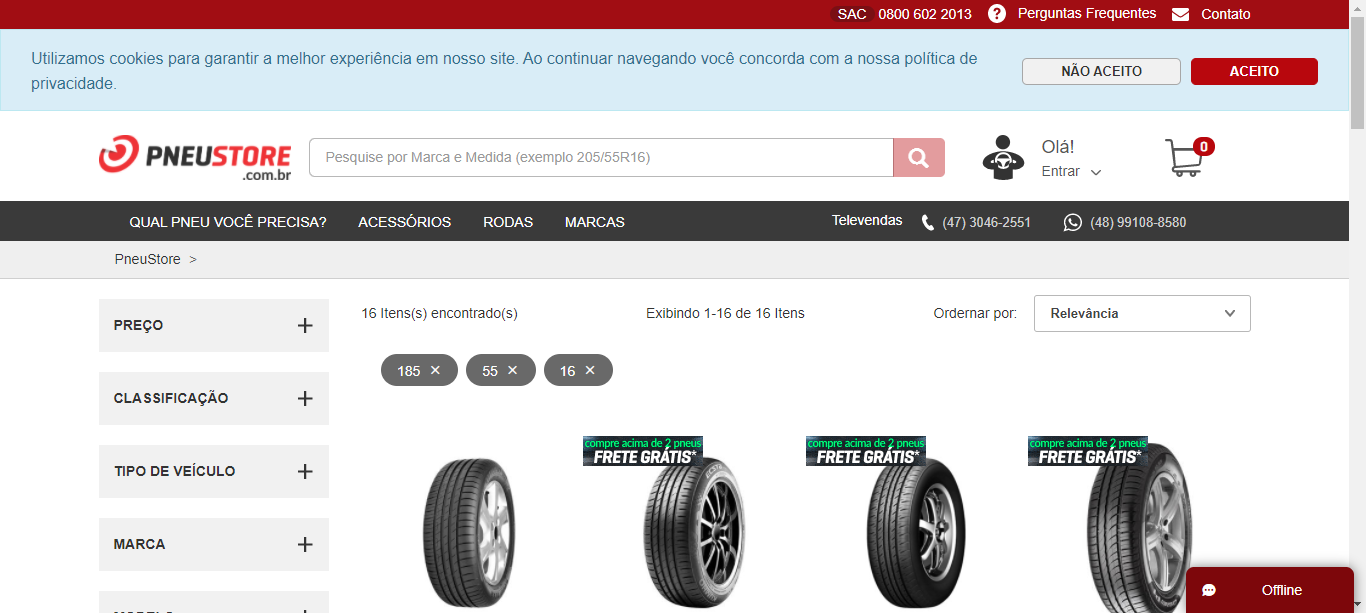 SAC 0800 602 2013 ? Perguntas Frequentes Contato
Utilizamos cookies para garantir a melhor experiência em nosso site. Ao continuar navegando você concorda com a nossa política de
privacidade.
NÃO ACEITO
ACEITO
PNEUSTORE
.com.br
Pesquise por Marca e Medida (exemplo 205/55R16)
Olá!
Entrar
0
QUAL PNEU VOCÊ PRECISA? ACESSÓRIOS RODAS MARCAS Televendas (47) 3046-2551 (48) 99108-8580
PneuStore >
PREÇO +
CLASSIFICAÇÃO +
TIPO DE VEÍCULO +
MARCA +
16 Itens(s) encontrado(s) Exibindo 1-16 de 16 Itens Ordernar por: Relevância
185 ✕ 55 ✕ 16 ✕
compre acima de 2 pneus
FRETE GRÁTIS*
compre acima de 2 pneus
FRETE GRÁTIS*
compre acima de 2 pneus
FRETE GRÁTIS*
Offline